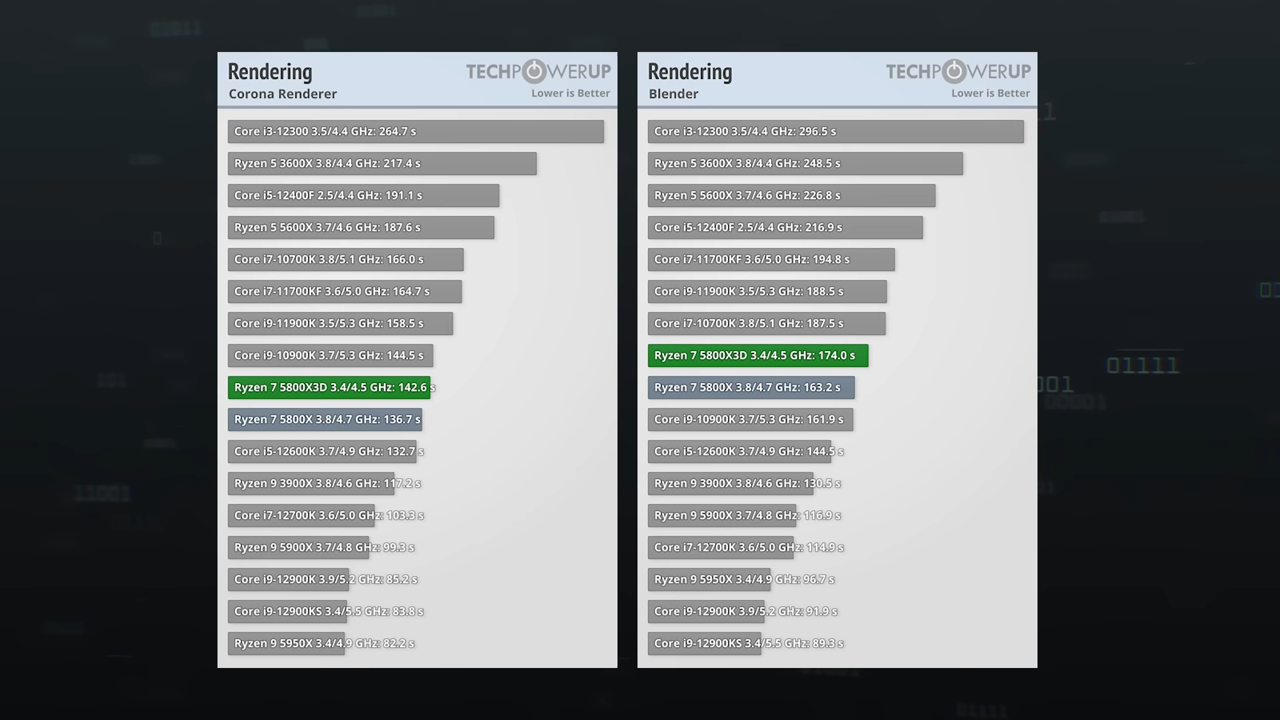 Rendering
TECHPOWERUP
Corona Renderer
Lower is Better
Core i3-12300 3.5/4.4 GHz: 264.7 s
Ryzen 5 3600X 3.8/4.4 GHz: 217.4 s
Core i5-12400F 2.5/4.4 GHz: 191.1 s
Ryzen 5 5600X 3.7/4.6 GHz: 187.6 s
Core i7-10700K 3.8/5.1 GHz: 166.0 s
Core i7-11700KF 3.6/5.0 GHz: 164.7 s
Core i9-11900K 3.5/5.3 GHz: 158.5 s
Core i9-10900K 3.7/5.3 GHz: 144.5 s
Ryzen 7 5800X3D 3.4/4.5 GHz: 142.6 s
Ryzen 7 5800X 3.8/4.7 GHz: 136.7 s
Core i5-12600K 3.7/4.9 GHz: 132.7 s
Ryzen 9 3900X 3.8/4.6 GHz: 117.2 s
Core i7-12700K 3.6/5.0 GHz: 103.3 s
Ryzen 9 5900X 3.7/4.8 GHz: 99.3 s
Core i9-12900K 3.9/5.2 GHz: 85.2 s
Core i9-12900KS 3.4/5.5 GHz: 83.8 s
Ryzen 9 5950X 3.4/4.9 GHz: 82.2 s
Rendering
TECHPOWERUP
Blender
Lower is Better
Core i3-12300 3.5/4.4 GHz: 296.5 s
Ryzen 5 3600X 3.8/4.4 GHz: 248.5 s
Ryzen 5 5600X 3.7/4.6 GHz: 226.8 s
Core i5-12400F 2.5/4.4 GHz: 216.9 s
Core i7-11700KF 3.6/5.0 GHz: 194.8 s
Core i9-11900K 3.5/5.3 GHz: 188.5 s
Core i7-10700K 3.8/5.1 GHz: 187.5 s
Ryzen 7 5800X3D 3.4/4.5 GHz: 174.0 s
Ryzen 7 5800X 3.8/4.7 GHz: 163.2 s
Core i9-10900K 3.7/5.3 GHz: 161.9 s
Core i5-12600K 3.7/4.9 GHz: 144.5 s
Ryzen 9 3900X 3.8/4.6 GHz: 130.5 s
Ryzen 9 5900X 3.7/4.8 GHz: 116.9 s
Core i7-12700K 3.6/5.0 GHz: 114.9 s
Ryzen 9 5950X 3.4/4.9 GHz: 96.7 s
Core i9-12900K 3.9/5.2 GHz: 91.9 s
Core i9-12900KS 3.4/5.5 GHz: 89.3 s
01111